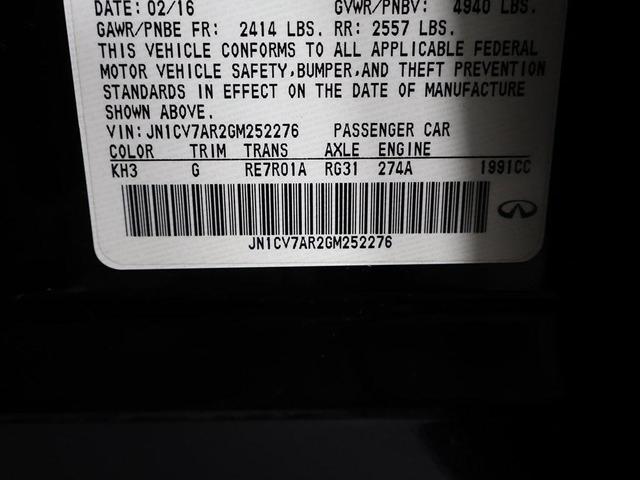 DATE: 02/16 GVWR/PNBV: 4940 LBS.
GAWR/PNBE FR: 2414 LBS. RR: 2557 LBS.
THIS VEHICLE CONFORMS TO ALL APPLICABLE FEDERAL
MOTOR VEHICLE SAFETY,BUMPER,AND THEFT PREVENTION
STANDARDS IN EFFECT ON THE DATE OF MANUFACTURE
SHOWN ABOVE.
VIN:JN1CV7AR2GM252276 PASSENGER CAR
COLOR TRIM TRANS AXLE ENGINE
KH3 G RE7R01A RG31 274A 1991CC
JN1CV7AR2GM252276